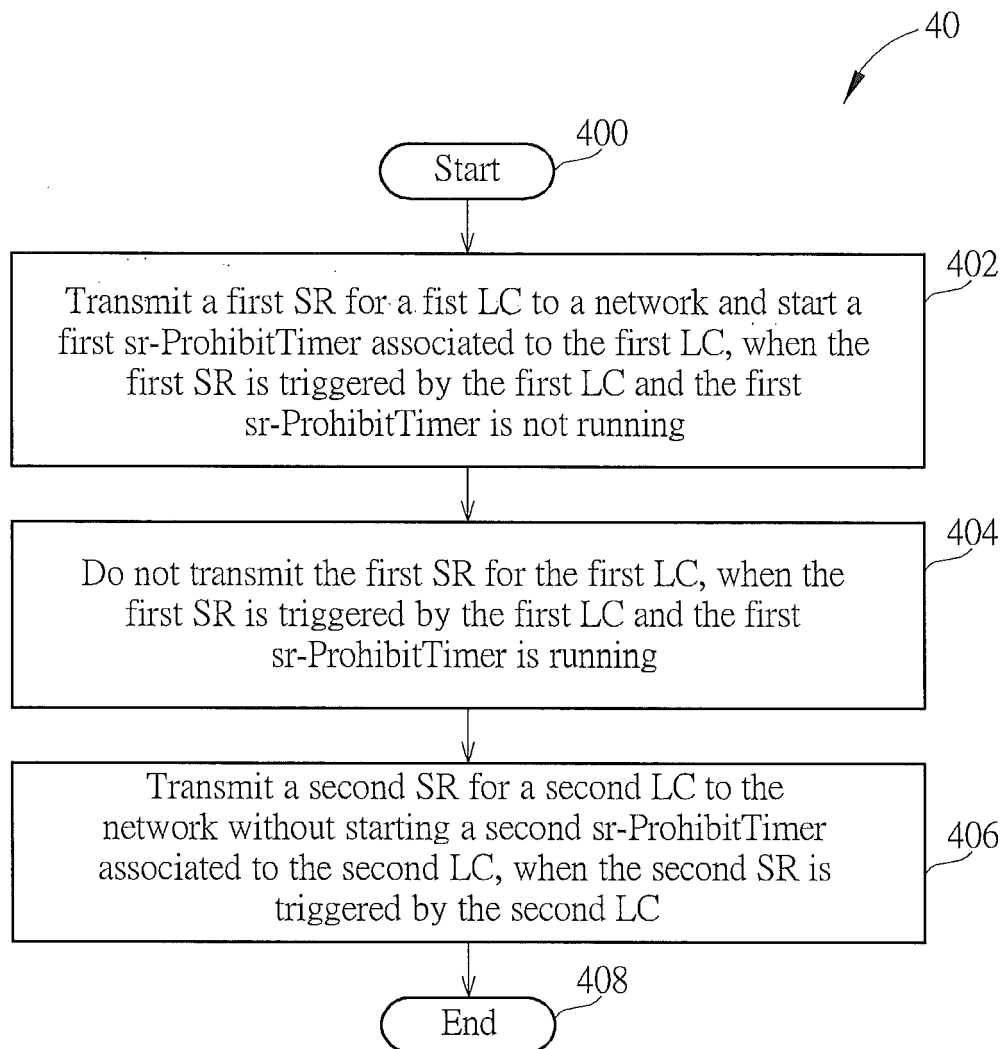 40
400
Start
402
Transmit a first SR for a fist LC to a network and start a
first sr-ProhibitTimer associated to the first LC, when the
first SR is triggered by the first LC and the first
sr-ProhibitTimer is not running
404
Do not transmit the first SR for the first LC, when the
first SR is triggered by the first LC and the first
sr-ProhibitTimer is running
Transmit a second SR for a second LC to the
network without starting a second sr-ProhibitTimer
associated to the second LC, when the second SR is
triggered by the second LC
406
408
End